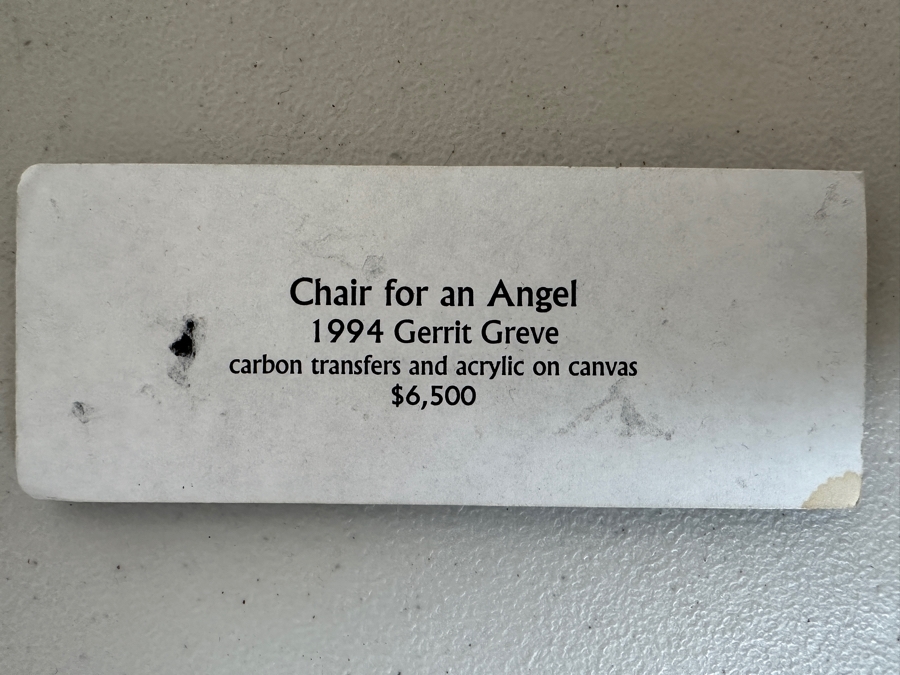 Chair for an Angel
1994 Gerrit Greve
carbon transfers and acrylic on canvas
$6,500